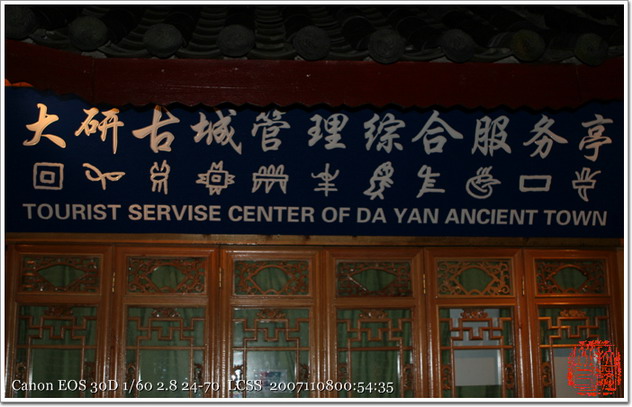 大研古城管理综合服务亭
TOURIST SERVISE CENTER OF DA YAN ANCIENT TOWN
Canon EOS 30D 1/60 2.8 24-70 LCSS 2007110800:54:35